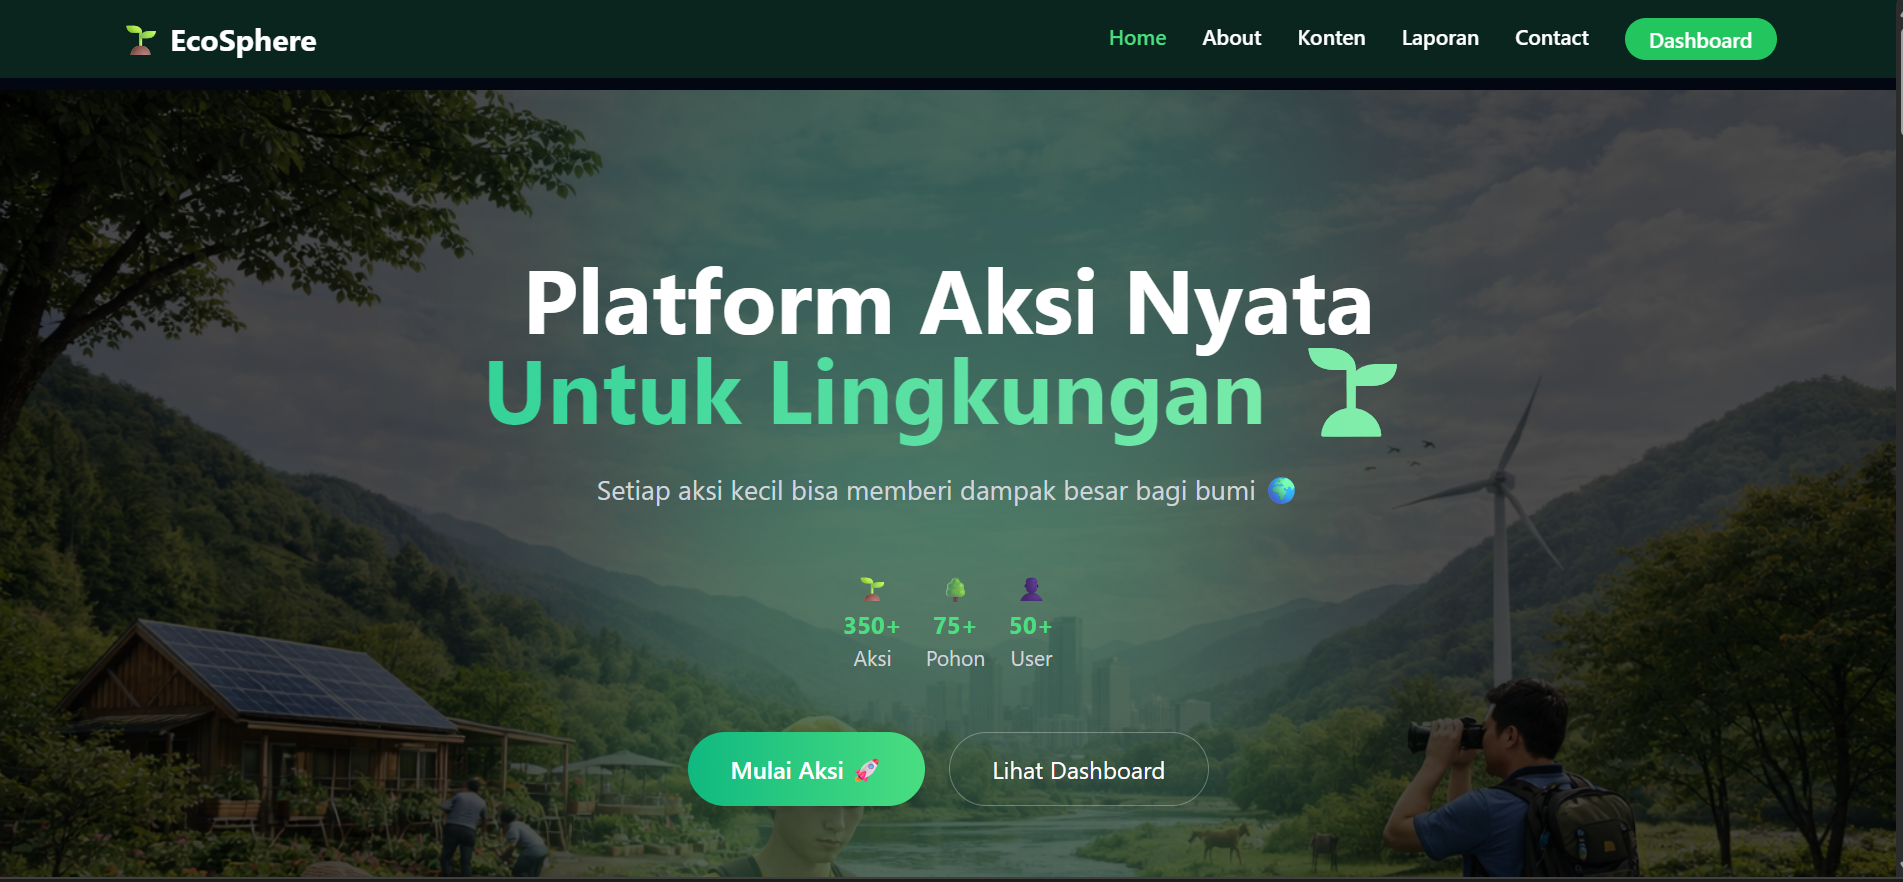 EcoSphere
Home About Konten Laporan Contact Dashboard
Platform Aksi Nyata
Untuk Lingkungan
Setiap aksi kecil bisa memberi dampak besar bagi bumi 🌍
350+ 75+ 50+
Aksi Pohon User
Mulai Aksi 🚀 Lihat Dashboard